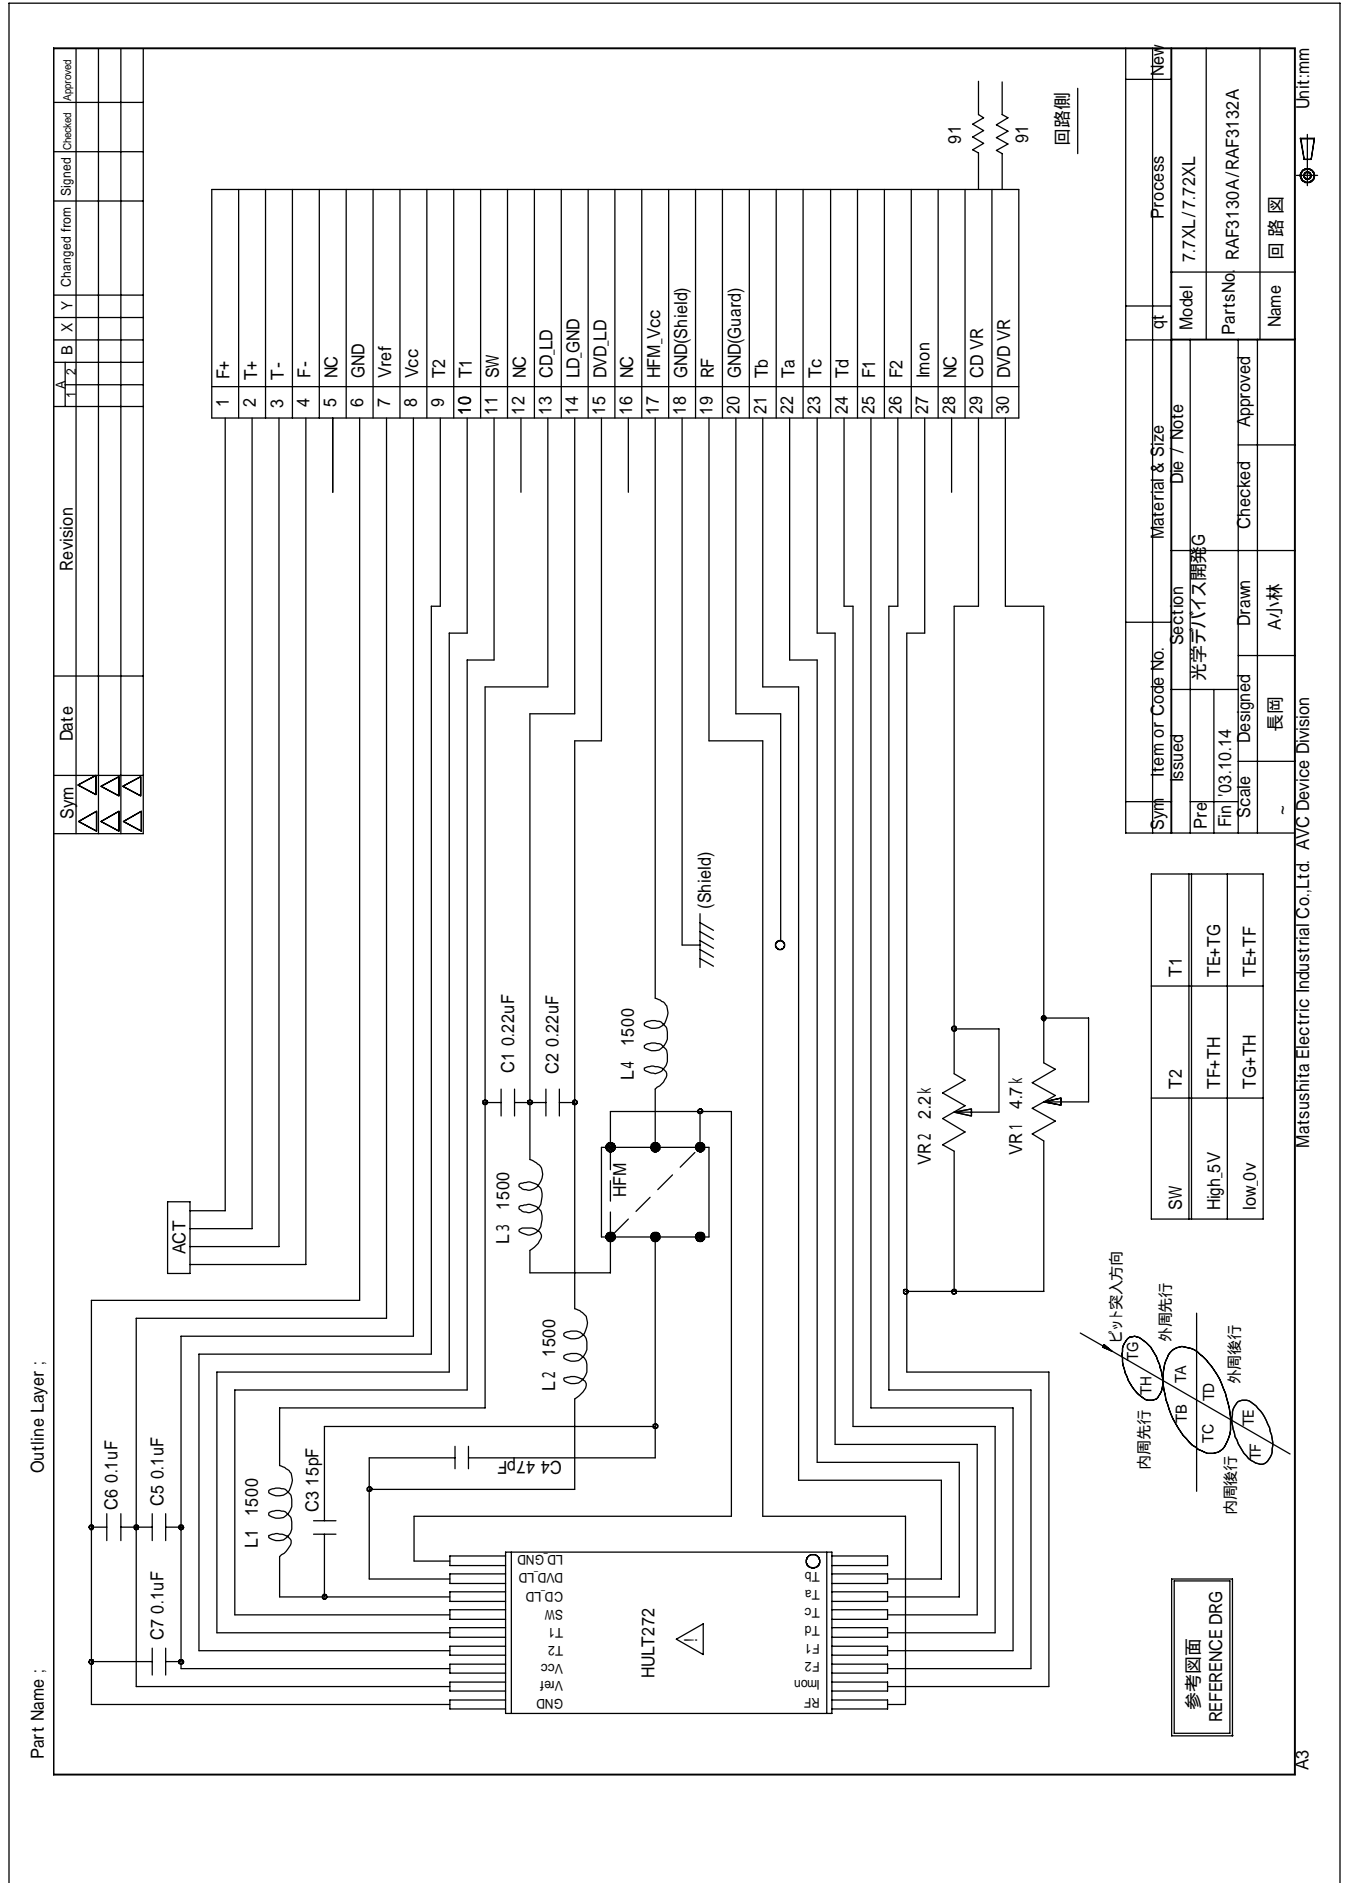 Part Name ;
Outline Layer ;
Sym
Date
Revision
A
1 2
B
X
Y
Changed from
Signed
Checked
Approved
C6 0.1uF
C5 0.1uF
C7 0.1uF
ACT
L1 1500
C3 15pF
C4 47pF
L2 1500
L3 1500
C1 0.22uF
C2 0.22uF
HFM
L4 1500
(Shield)
VR2 2.2k
VR1 4.7k
1 F+
2 T+
3 T-
4 F-
5 NC
6 GND
7 Vref
8 Vcc
9 T2
10 T1
11 SW
12 NC
13 CD_LD
14 LD_GND
15 DVD_LD
16 NC
17 HFM_Vcc
18 GND(Shield)
19 RF
20 GND(Guard)
21 Tb
22 Ta
23 Tc
24 Td
25 F1
26 F2
27 Imon
28 NC
29 CD VR
30 DVD VR
91
91
回路側
GND
Vref
Vcc
T2
T1
SW
CD_LD
DVD_LD
LD_GND
HULT272
!
RF
Imon
F2
F1
Td
Tc
Ta
Tb
参考図面
REFERENCE DRG
ピット突入方向
内周先行
外周先行
TH TG
TB TA
TC TD
TF TE
内周後行
外周後行
SW T2 T1
High_5V TF+TH TE+TG
low_0v TG+TH TE+TF
Sym
Item or Code No.
Material & Size
qt
Process
New
Issued
Section
Die / Note
Model
7.7XL/7.72XL
Pre
光学デバイス開発G
Fin '03.10.14
PartsNo.
RAF3130A/RAF3132A
Scale
Designed
Drawn
Checked
Approved
~
長岡
A小林
Name
回 路 図
A3
Matsushita Electric Industrial Co.,Ltd. AVC Device Division
Unit:mm